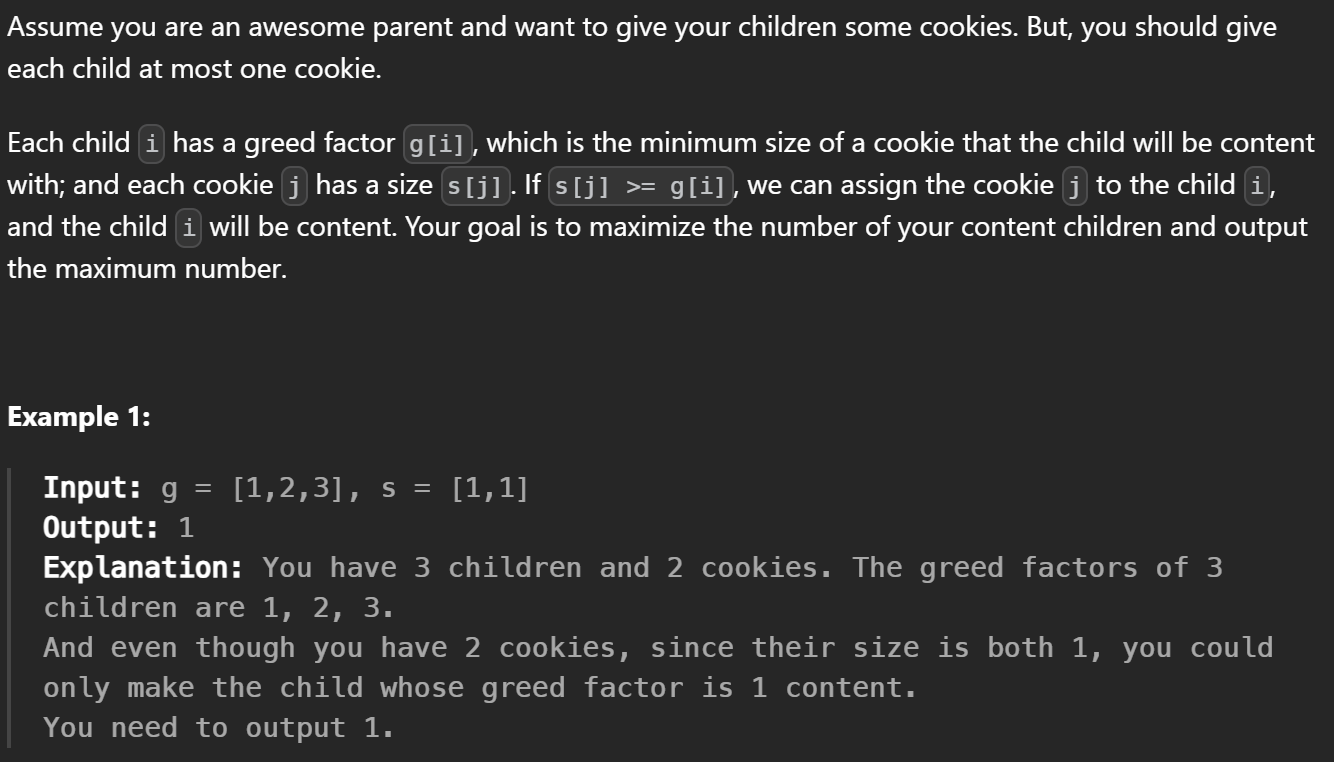 Assume you are an awesome parent and want to give your children some cookies. But, you should give
each child at most one cookie.
Each child i has a greed factor g[i], which is the minimum size of a cookie that the child will be content
with; and each cookie j has a size s[j]. If s[j] >= g[i], we can assign the cookie j to the child i,
and the child i will be content. Your goal is to maximize the number of your content children and output
the maximum number.
Example 1:
Input: g = [1,2,3], s = [1,1]
Output: 1
Explanation: You have 3 children and 2 cookies. The greed factors of 3
children are 1, 2, 3.
And even though you have 2 cookies, since their size is both 1, you could
only make the child whose greed factor is 1 content.
You need to output 1.